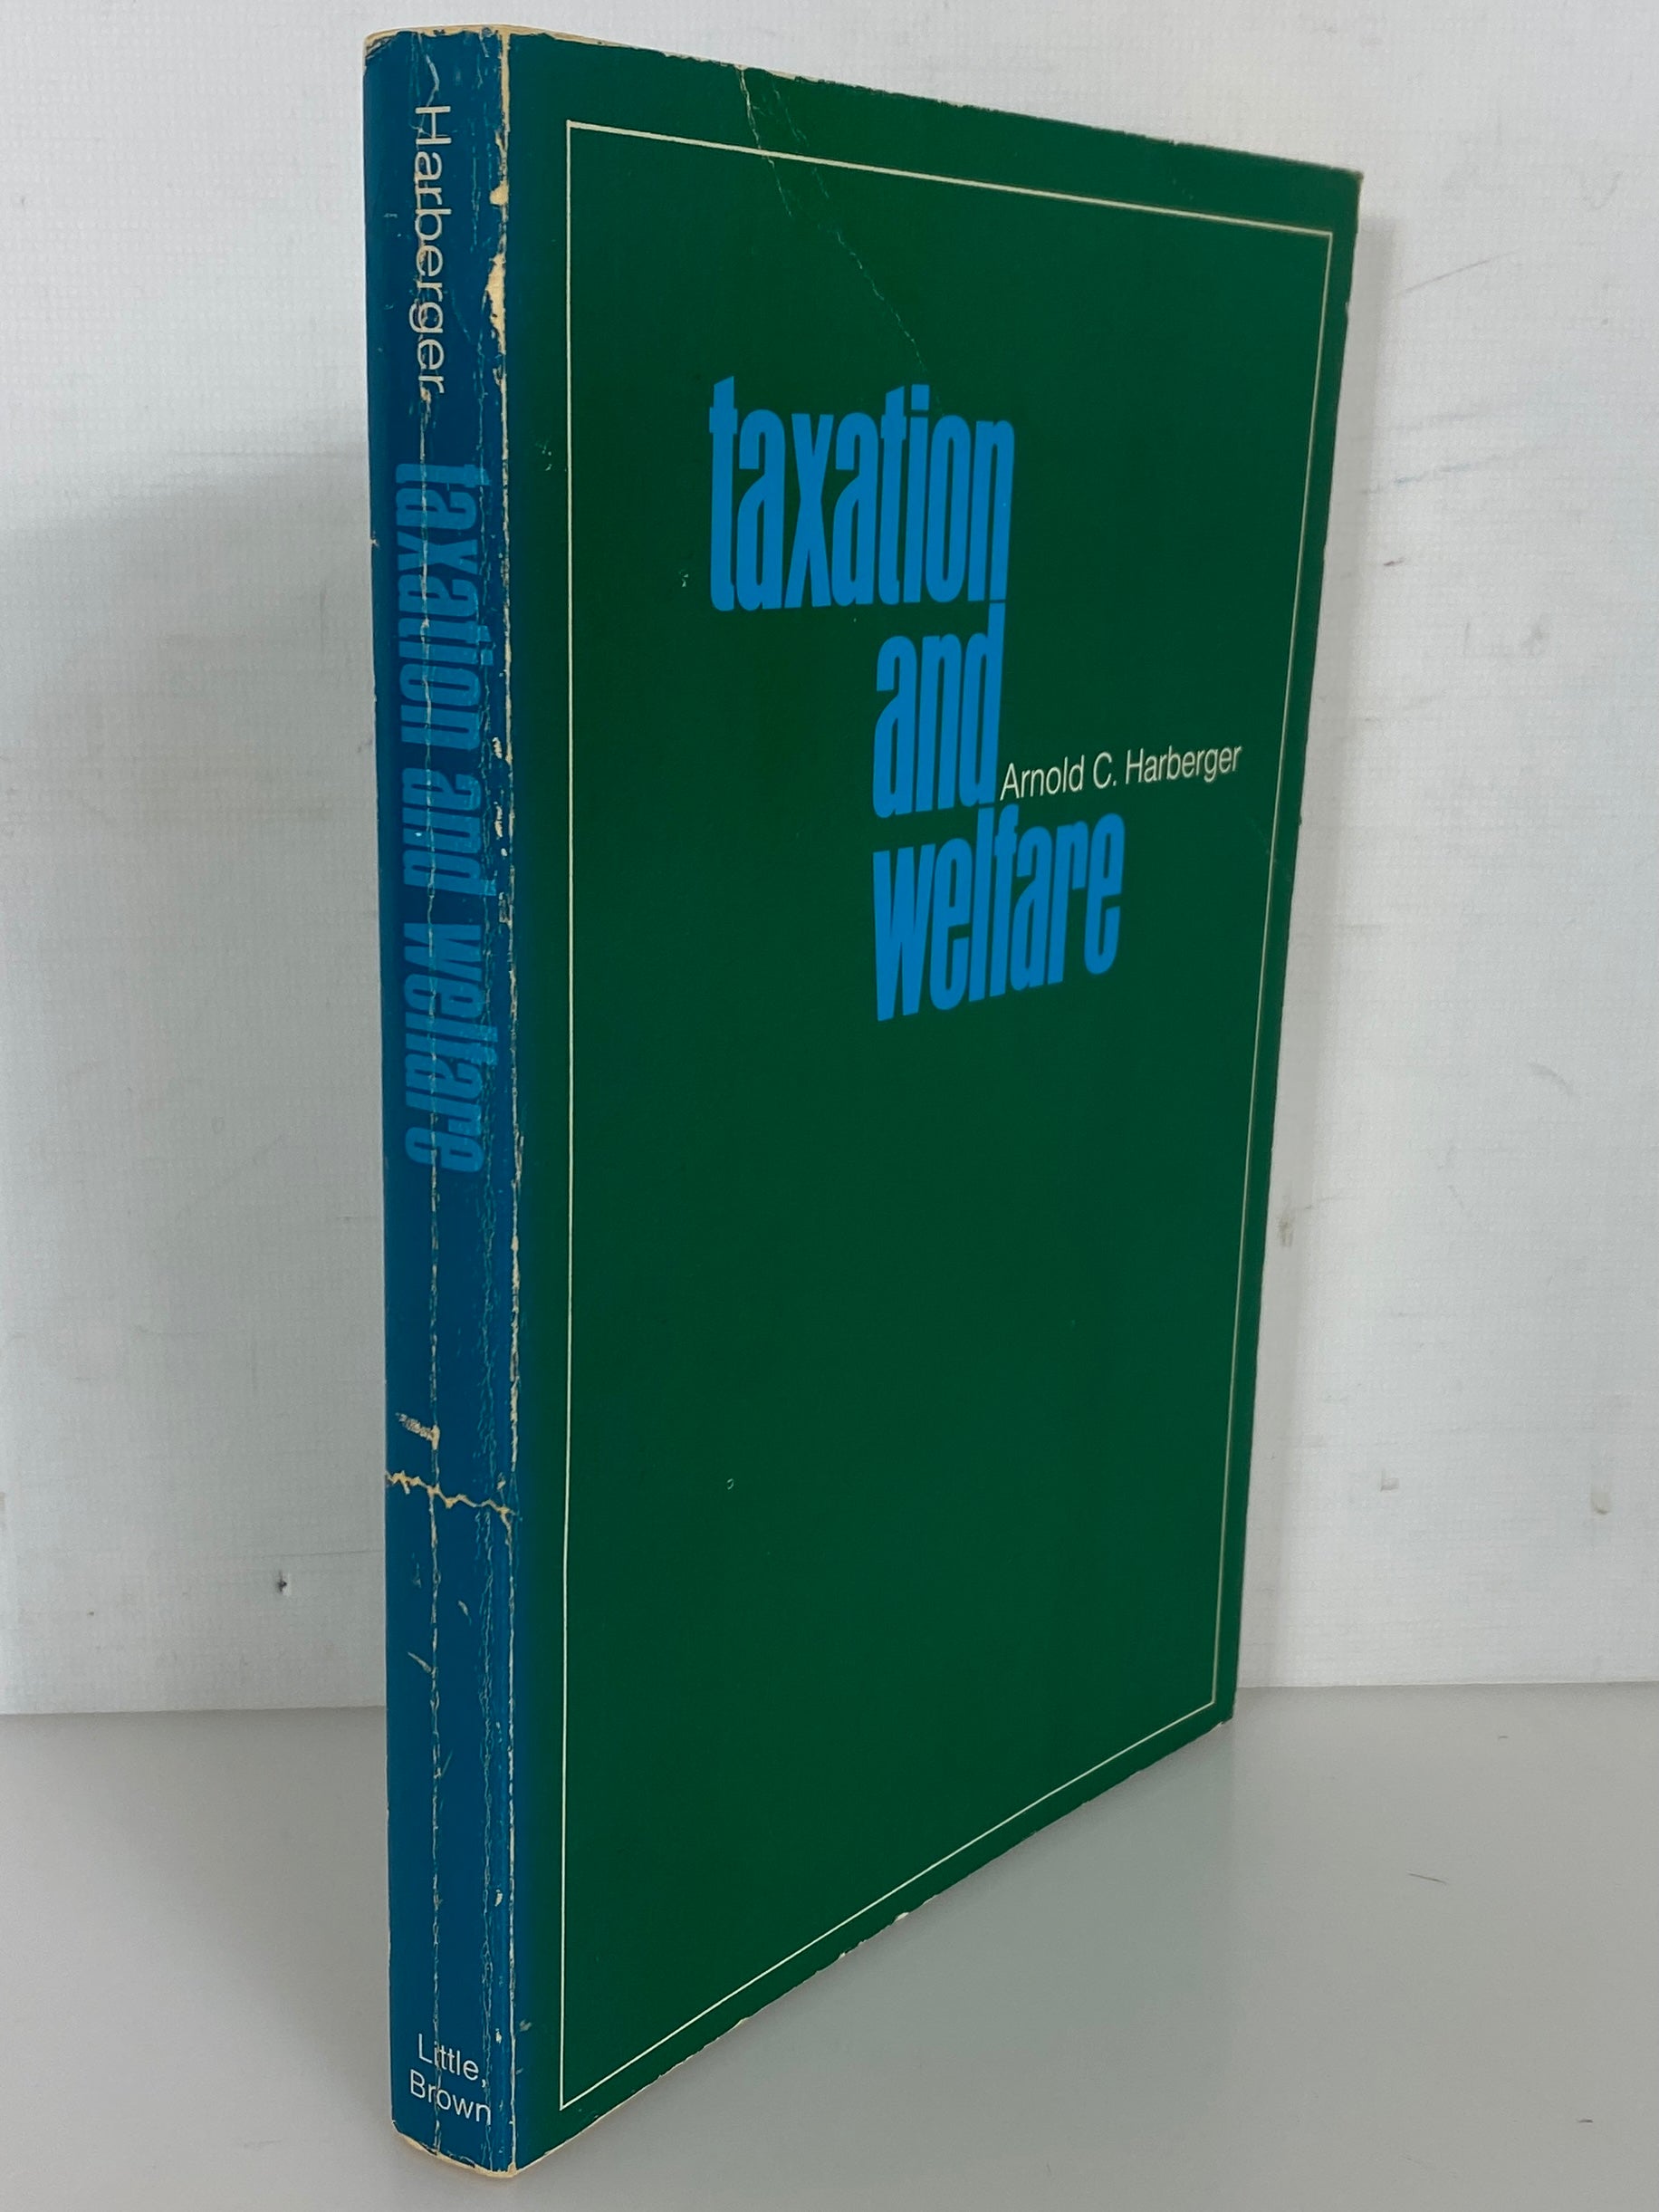 Harberger
taxation and welfare
Little,
Brown
taxation
and
Arnold C. Harberger
welfare